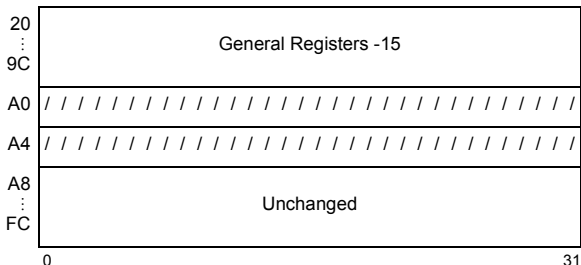 20
⋮
9C
General Registers -15
A0 / / / / / / / / / / / / / / / / / / / / / / / / / / / / / / / /
A4 / / / / / / / / / / / / / / / / / / / / / / / / / / / / / / / /
A8
⋮
FC
Unchanged
0 31